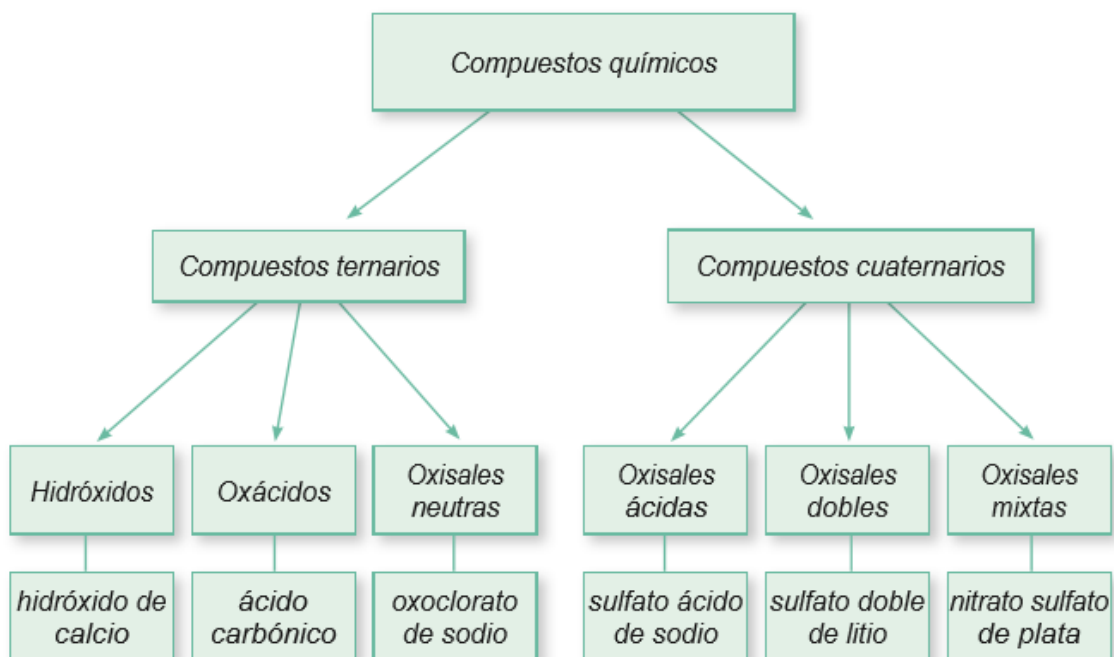 Compuestos químicos
Compuestos ternarios
Compuestos cuaternarios
Hidróxidos
Oxácidos
Oxisales
neutras
Oxisales
ácidas
Oxisales
dobles
Oxisales
mixtas
hidróxido de
calcio
ácido
carbónico
oxoclorato
de sodio
sulfato ácido
de sodio
sulfato doble
de litio
nitrato sulfato
de plata